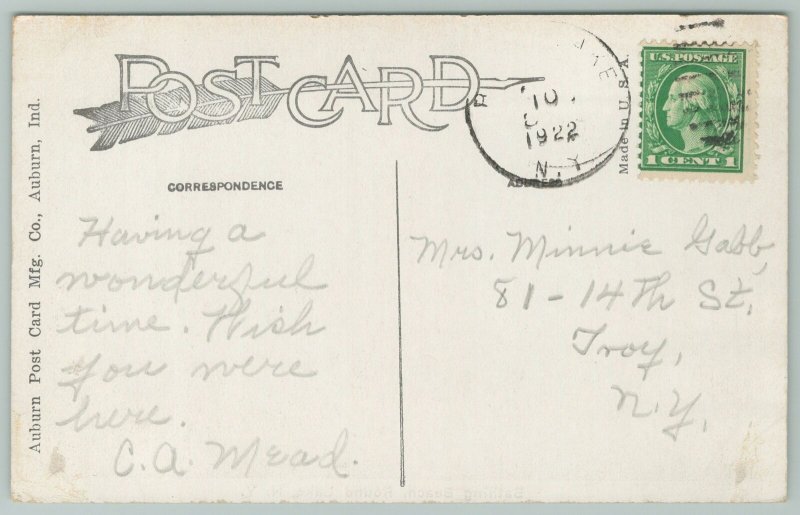 POST CARD
CORRESPONDENCE
ADDRESS
10
1922
N.Y.
U.S. POSTAGE
1 CENT 1
Made in U. S. A.
Auburn Post Card Mfg. Co., Auburn, Ind.
Having a
wonderful
time. Wish
you were
here.
C. A. Mead.
Mrs. Minnie Gabb,
81-14th St.
Troy,
N.Y.